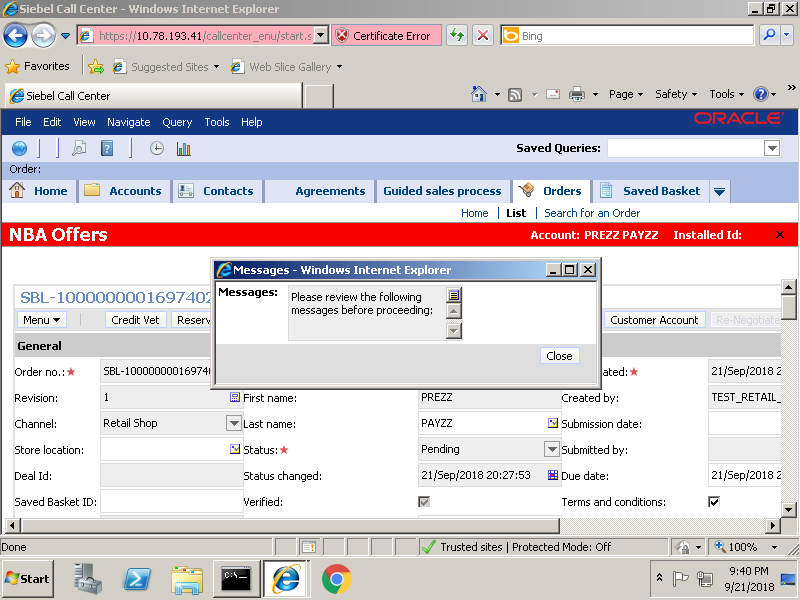 Siebel Call Center - Windows Internet Explorer
https://10.78.193.41/callcenter_enu/start.s
Certificate Error
Bing
Favorites
Suggested Sites
Web Slice Gallery
Siebel Call Center
Page
Safety
Tools
»
File Edit View Navigate Query Tools Help
ORACLE
Saved Queries:
Order:
Home
Accounts
Contacts
Agreements
Guided sales process
Orders
Saved Basket
Home | List | Search for an Order
NBA Offers
Account: PREZZ PAYZZ Installed Id:
Messages - Windows Internet Explorer
Messages:
Please review the following
messages before proceeding:
Close
SBL-1000000001697402
Menu
Credit Vet
Reserv
Customer Account
Re-Negotiate
General
Order no.:★ SBL-1000000001697402 ated:★ 21/Sep/2018 2
Revision: 1 First name: PREZZ Created by: TEST_RETAIL_
Channel: Retail Shop Last name: PAYZZ Submission date:
Store location: Status:★ Pending Submitted by:
Deal Id: Status changed: 21/Sep/2018 20:27:53 Due date: 21/Sep/2018 2
Saved Basket ID: Verified: Terms and conditions:
Done
Trusted sites | Protected Mode: Off
100%
Start
C:\
9:40 PM
9/21/2018